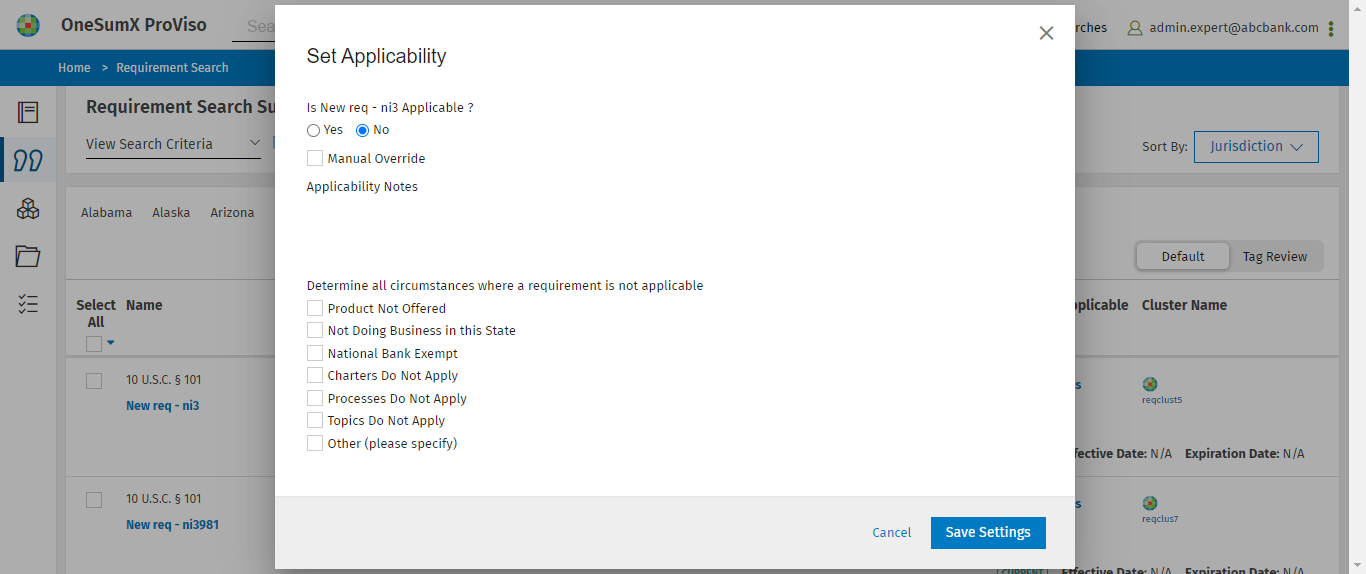 OneSumX ProViso
Sea
rches
admin.expert@abcbank.com
Home > Requirement Search
Requirement Search Su
View Search Criteria
Sort By:
Jurisdiction
Alabama Alaska Arizona
Default
Tag Review
Select All
Name
plicable
Cluster Name
10 U.S.C. § 101
New req - ni3
s
reqclust5
fective Date: N/A Expiration Date: N/A
10 U.S.C. § 101
New req - ni3981
s
reqclus7
CURRENT
Effective Date: N/A Expiration Date: N/A
Set Applicability
Is New req - ni3 Applicable ?
Yes No
Manual Override
Applicability Notes
Determine all circumstances where a requirement is not applicable
Product Not Offered
Not Doing Business in this State
National Bank Exempt
Charters Do Not Apply
Processes Do Not Apply
Topics Do Not Apply
Other (please specify)
Cancel
Save Settings